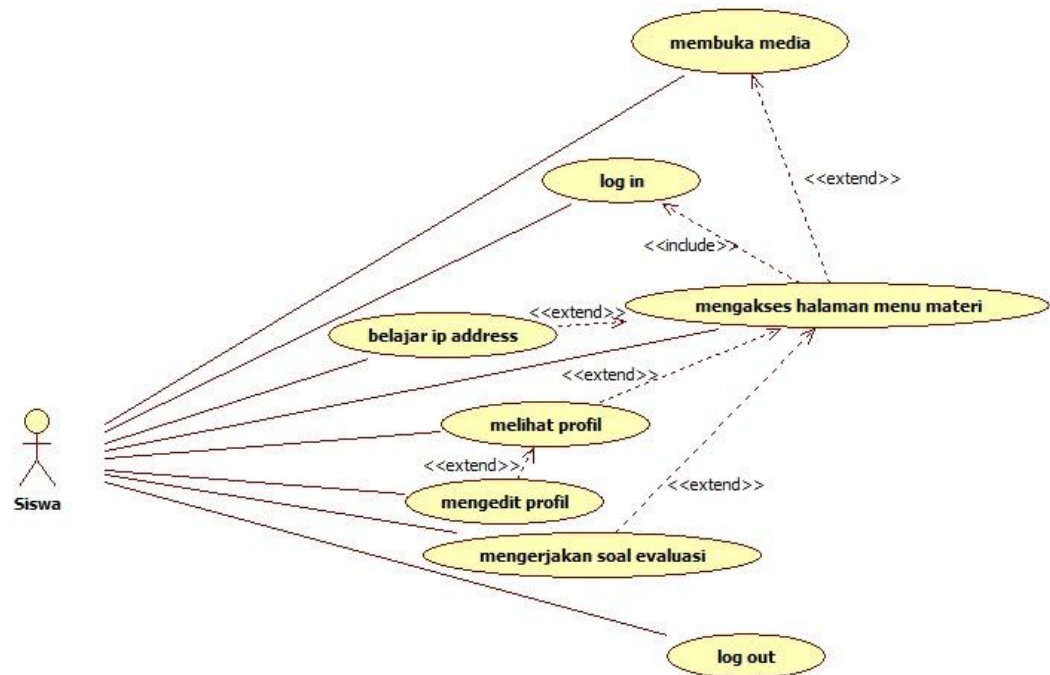 membuka media
<<extend>>
log in
<<include>>
mengakses halaman menu materi
<<extend>>
belajar ip address
<<extend>>
melihat profil
<<extend>>
mengedit profil
<<extend>>
Siswa
mengerjakan soal evaluasi
log out